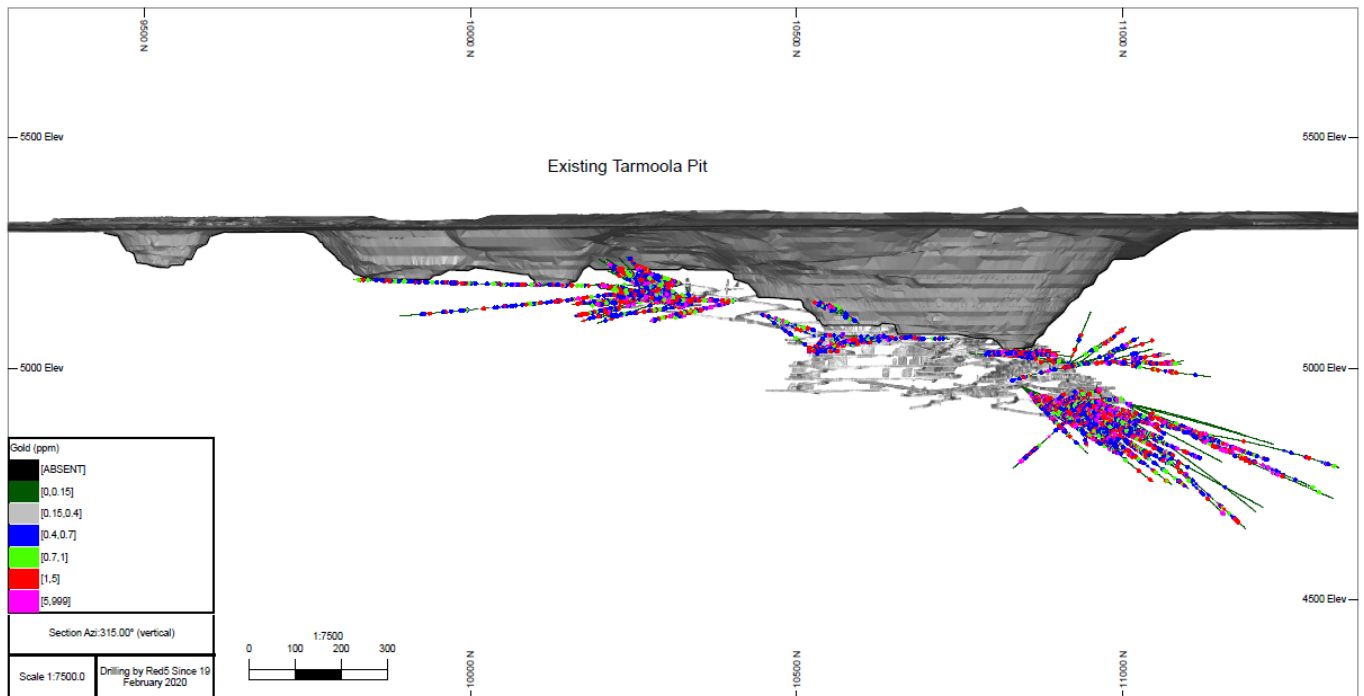 9500 N
10000 N
10500 N
11000 N
5500 Elev
5500 Elev
Existing Tarmoola Pit
5000 Elev
5000 Elev
Gold (ppm)
[ABSENT]
[0,0.15]
[0.15,0.4]
[0.4,0.7]
[0.7,1]
[1,5]
[5,999]
4500 Elev
4500 Elev
Section Azi:315.00° (vertical)
Scale 1:7500.0
Drilling by Red5 Since 19
February 2020
1:7500
0 100 200 300
10000 N
10500 N
11000 N